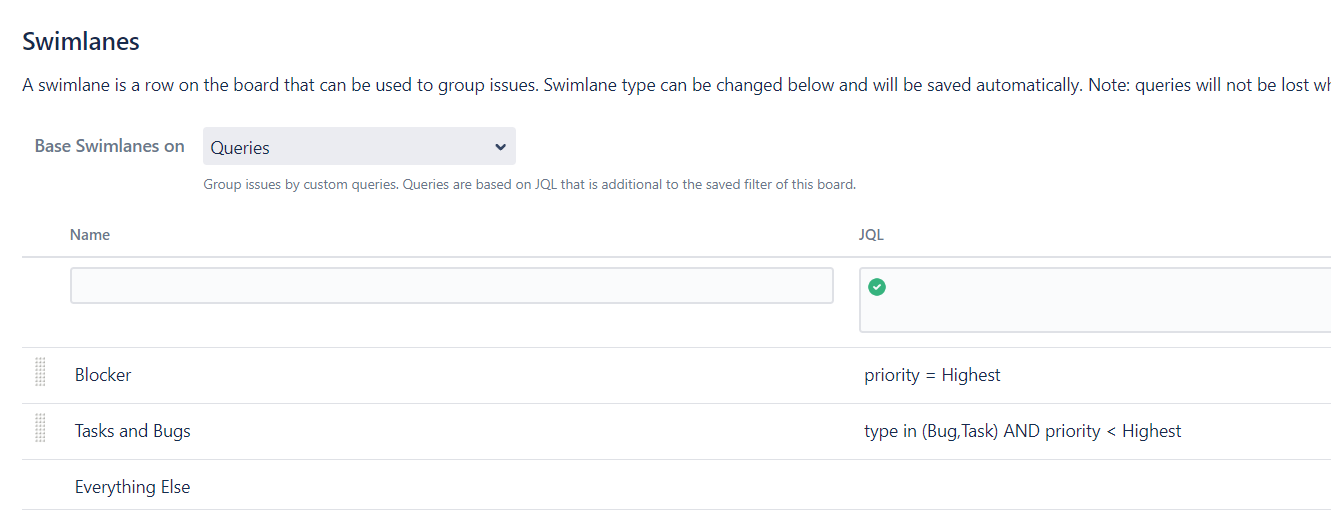 Swimlanes
A swimlane is a row on the board that can be used to group issues. Swimlane type can be changed below and will be saved automatically. Note: queries will not be lost
Base Swimlanes on Queries
Group issues by custom queries. Queries are based on JQL that is additional to the saved filter of this board.
Name JQL
Blocker priority = Highest
Tasks and Bugs type in (Bug,Task) AND priority < Highest
Everything Else